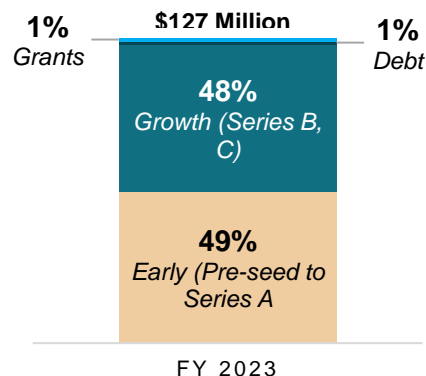 $127 Million
1%
Grants
1%
Debt
48%
Growth (Series B,
C)
49%
Early (Pre-seed to
Series A
FY 2023